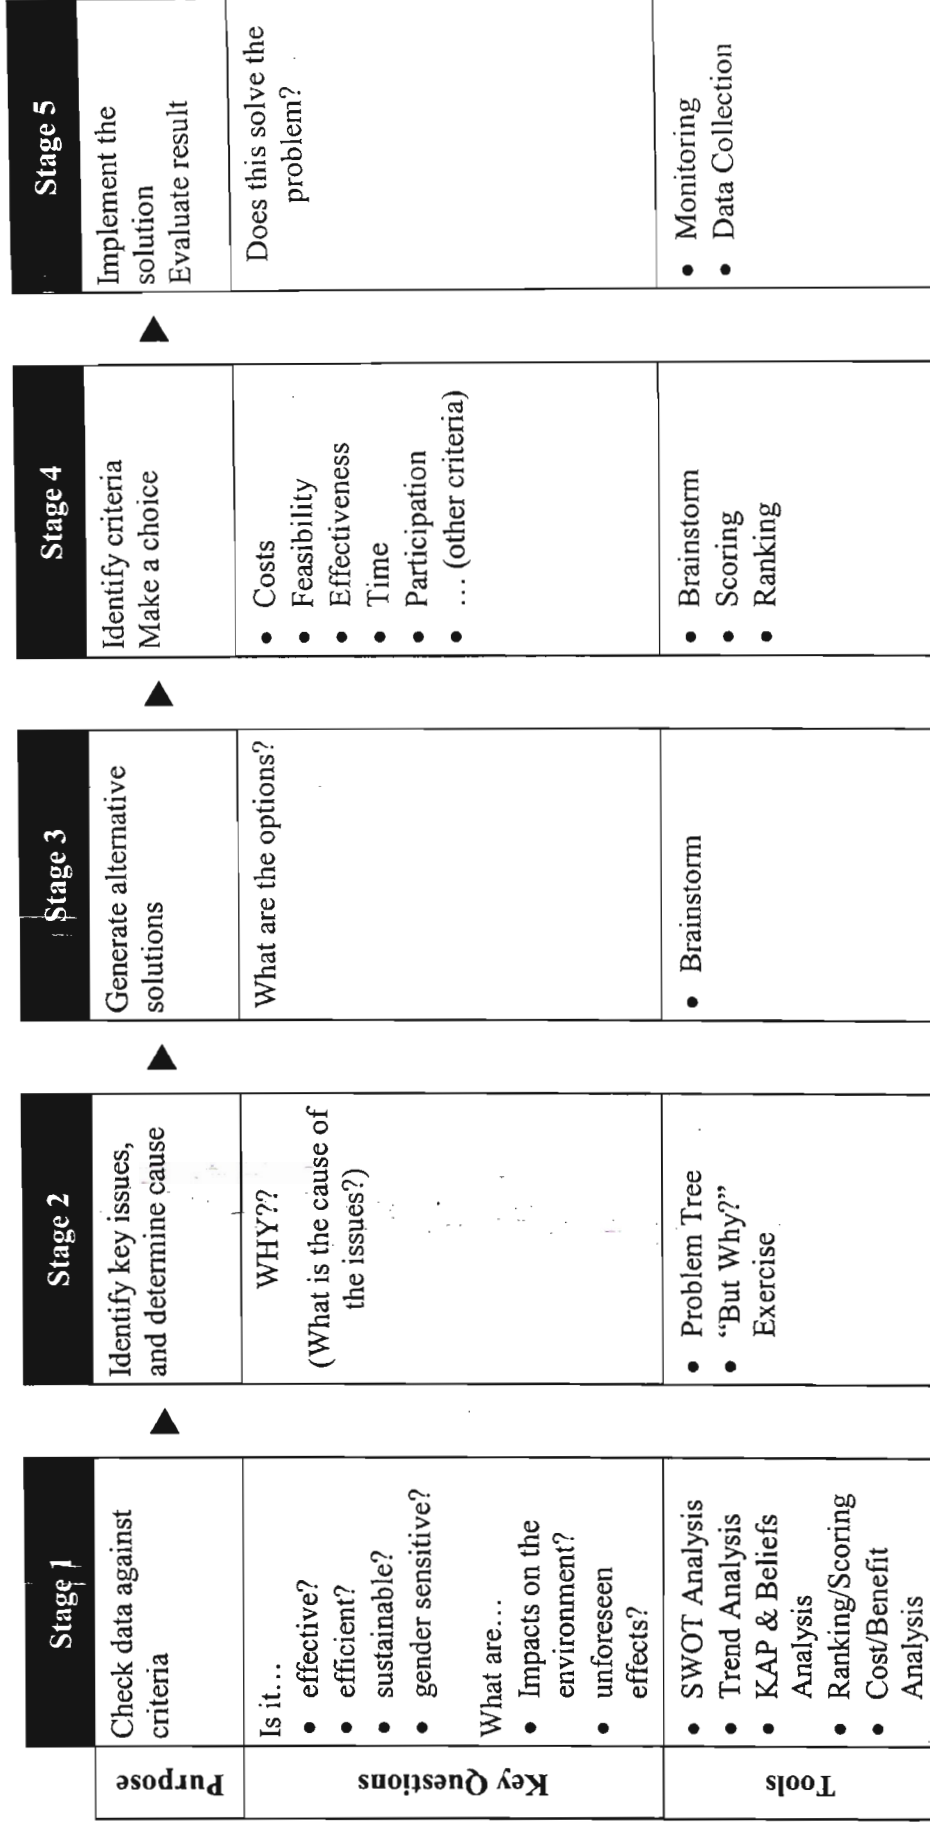 Stage 1
Stage 2
Stage 3
Stage 4
Stage 5
Purpose
Check data against
criteria
▶
Identify key issues,
and determine cause
▶
Generate alternative
solutions
▶
Identify criteria
Make a choice
▶
Implement the
solution
Evaluate result
Key Questions
Is it…
• effective?
• efficient?
• sustainable?
• gender sensitive?
What are…
• Impacts on the
environment?
• unforeseen
effects?
WHY??
(What is the cause of
the issues?)
What are the options?
• Costs
• Feasibility
• Effectiveness
• Time
• Participation
• … (other criteria)
Does this solve the
problem?
Tools
• SWOT Analysis
• Trend Analysis
• KAP & Beliefs
Analysis
• Ranking/Scoring
• Cost/Benefit
Analysis
• Problem Tree
• “But Why?”
Exercise
• Brainstorm
• Brainstorm
• Scoring
• Ranking
• Monitoring
• Data Collection